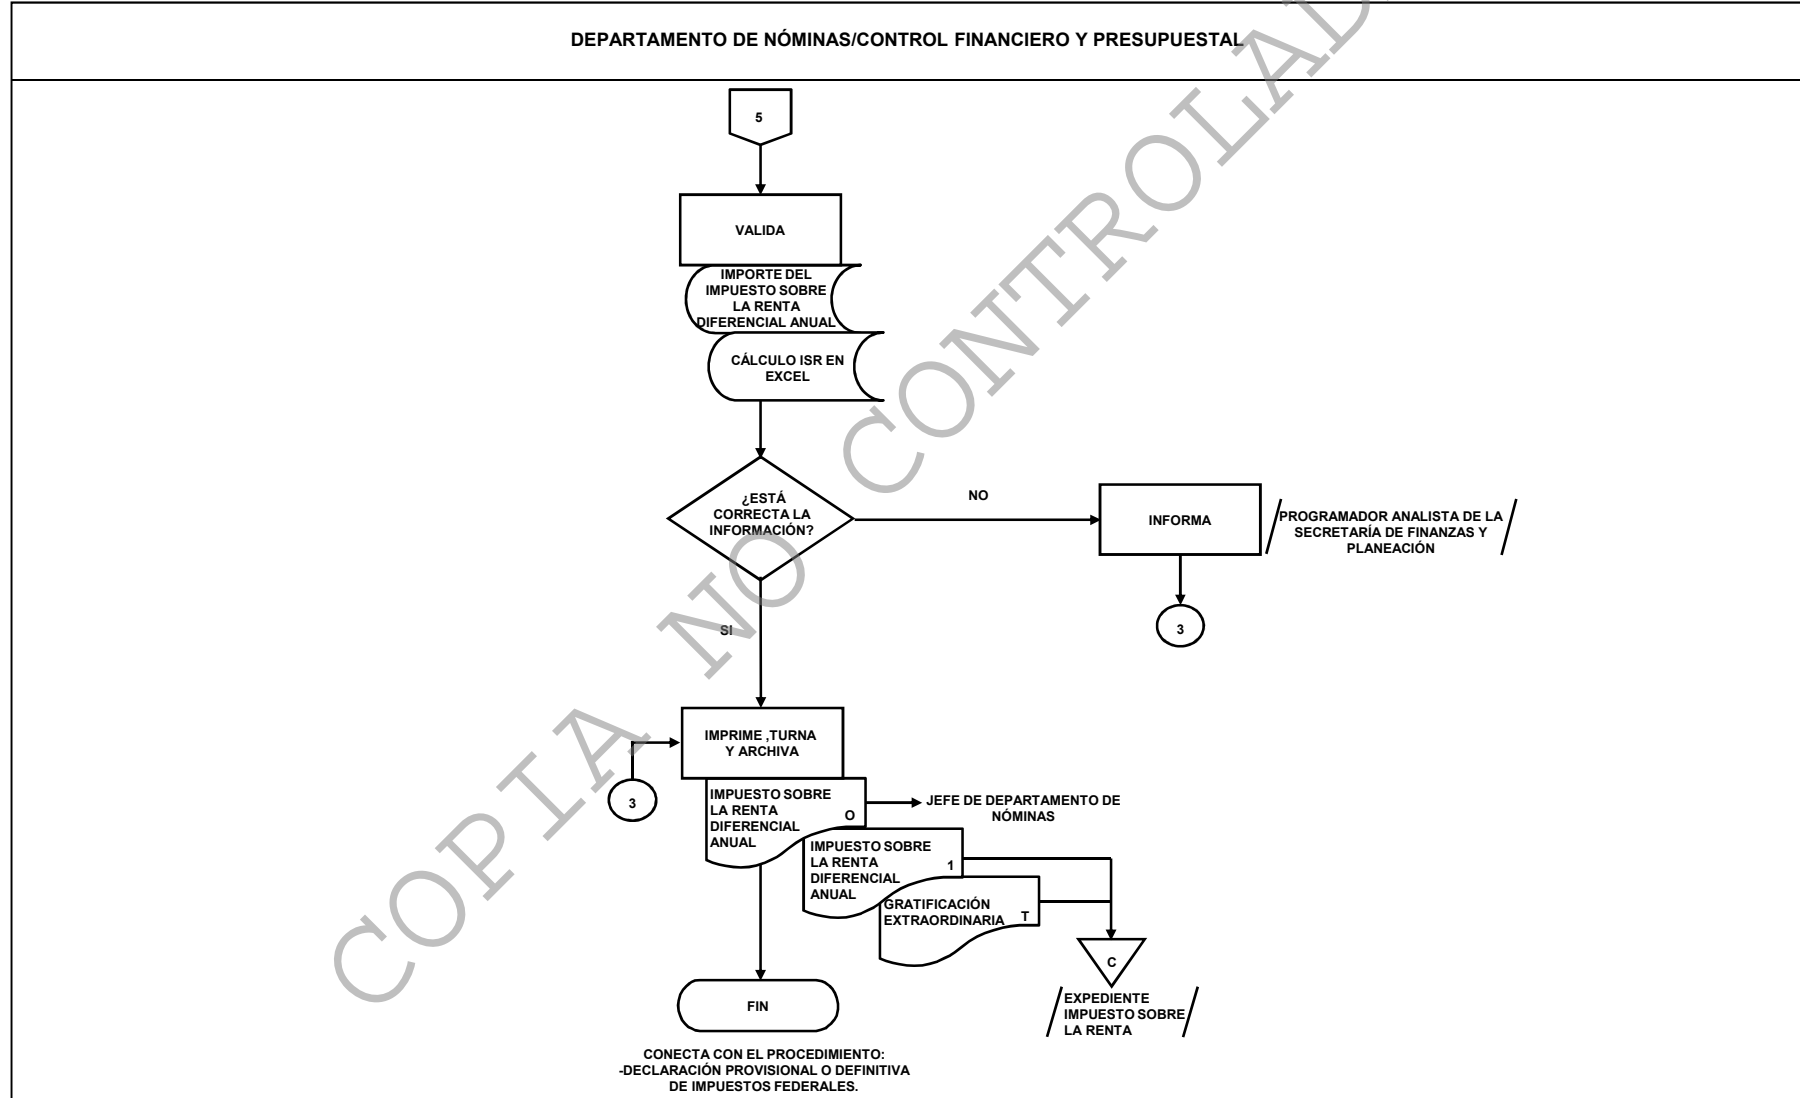 DEPARTAMENTO DE NÓMINAS/CONTROL FINANCIERO Y PRESUPUESTAL
5
VALIDA
IMPORTE DEL
IMPUESTO SOBRE
LA RENTA
DIFERENCIAL ANUAL
CÁLCULO ISR EN
EXCEL
¿ESTÁ
CORRECTA LA
INFORMACIÓN?
NO
INFORMA
PROGRAMADOR ANALISTA DE LA
SECRETARÍA DE FINANZAS Y
PLANEACIÓN
3
SI
IMPRIME ,TURNA
Y ARCHIVA
3
IMPUESTO SOBRE
LA RENTA
DIFERENCIAL
ANUAL
O
JEFE DE DEPARTAMENTO DE
NÓMINAS
IMPUESTO SOBRE
LA RENTA
DIFERENCIAL
ANUAL
1
GRATIFICACIÓN
EXTRAORDINARIA
T
C
EXPEDIENTE
IMPUESTO SOBRE
LA RENTA
FIN
CONECTA CON EL PROCEDIMIENTO:
-DECLARACIÓN PROVISIONAL O DEFINITIVA
DE IMPUESTOS FEDERALES.
COPIA NO CONTROLAD